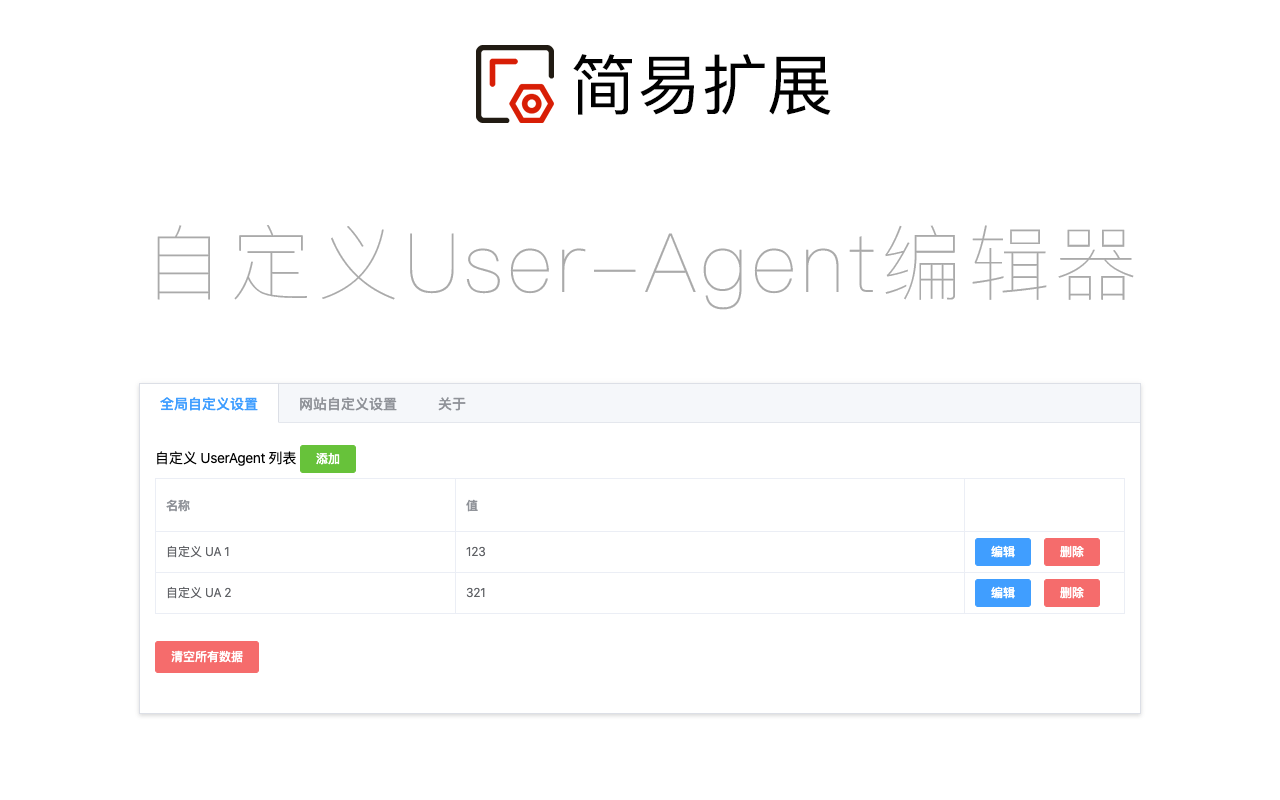 简易扩展
自定义User-Agent编辑器
全局自定义设置 网站自定义设置 关于
自定义 UserAgent 列表 添加
名称 值
自定义 UA 1 123 编辑 删除
自定义 UA 2 321 编辑 删除
清空所有数据